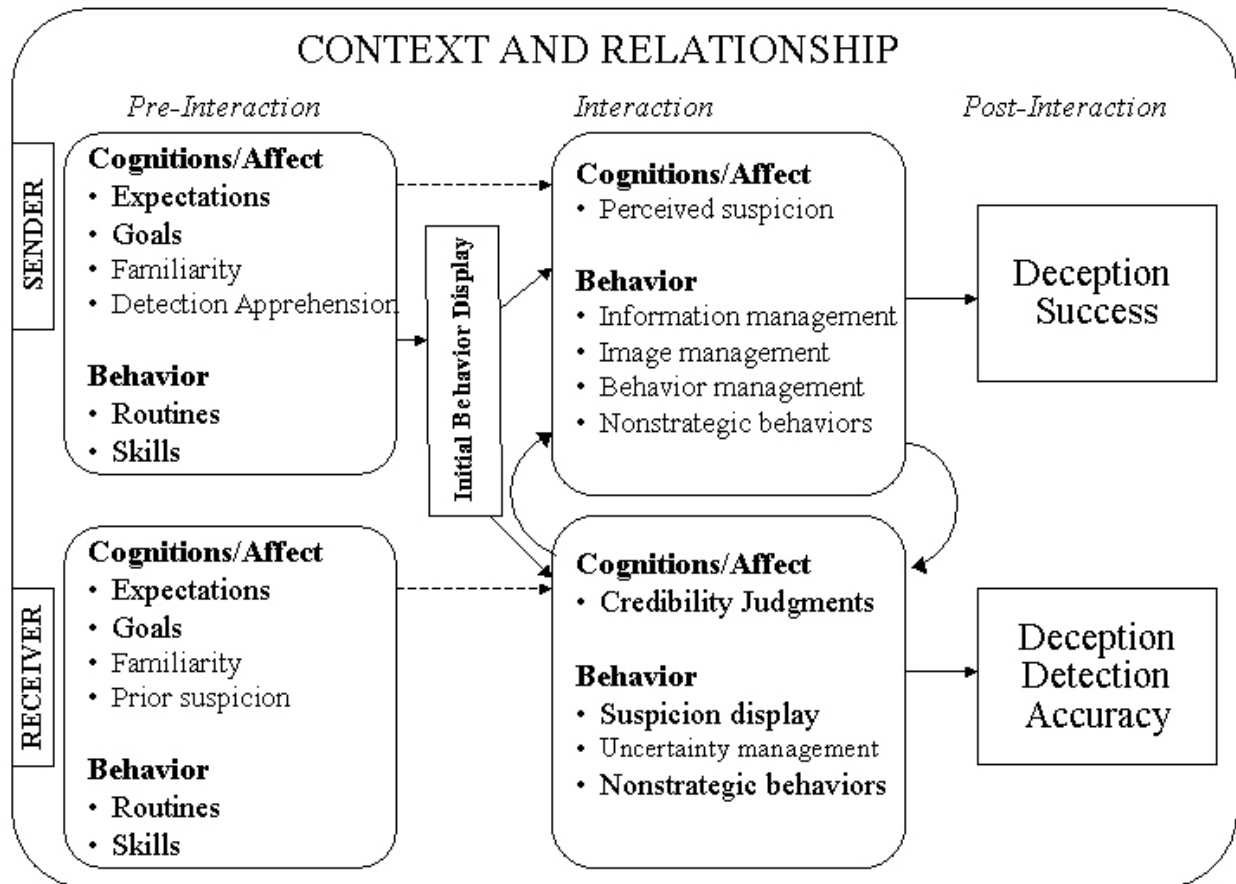 CONTEXT AND RELATIONSHIP
Pre-Interaction
Interaction
Post-Interaction
SENDER
Cognitions/Affect
• Expectations
• Goals
• Familiarity
• Detection Apprehension
Behavior
• Routines
• Skills
Initial Behavior Display
Cognitions/Affect
• Perceived suspicion
Behavior
• Information management
• Image management
• Behavior management
• Nonstrategic behaviors
Deception
Success
RECEIVER
Cognitions/Affect
• Expectations
• Goals
• Familiarity
• Prior suspicion
Behavior
• Routines
• Skills
Cognitions/Affect
• Credibility Judgments
Behavior
• Suspicion display
• Uncertainty management
• Nonstrategic behaviors
Deception
Detection
Accuracy